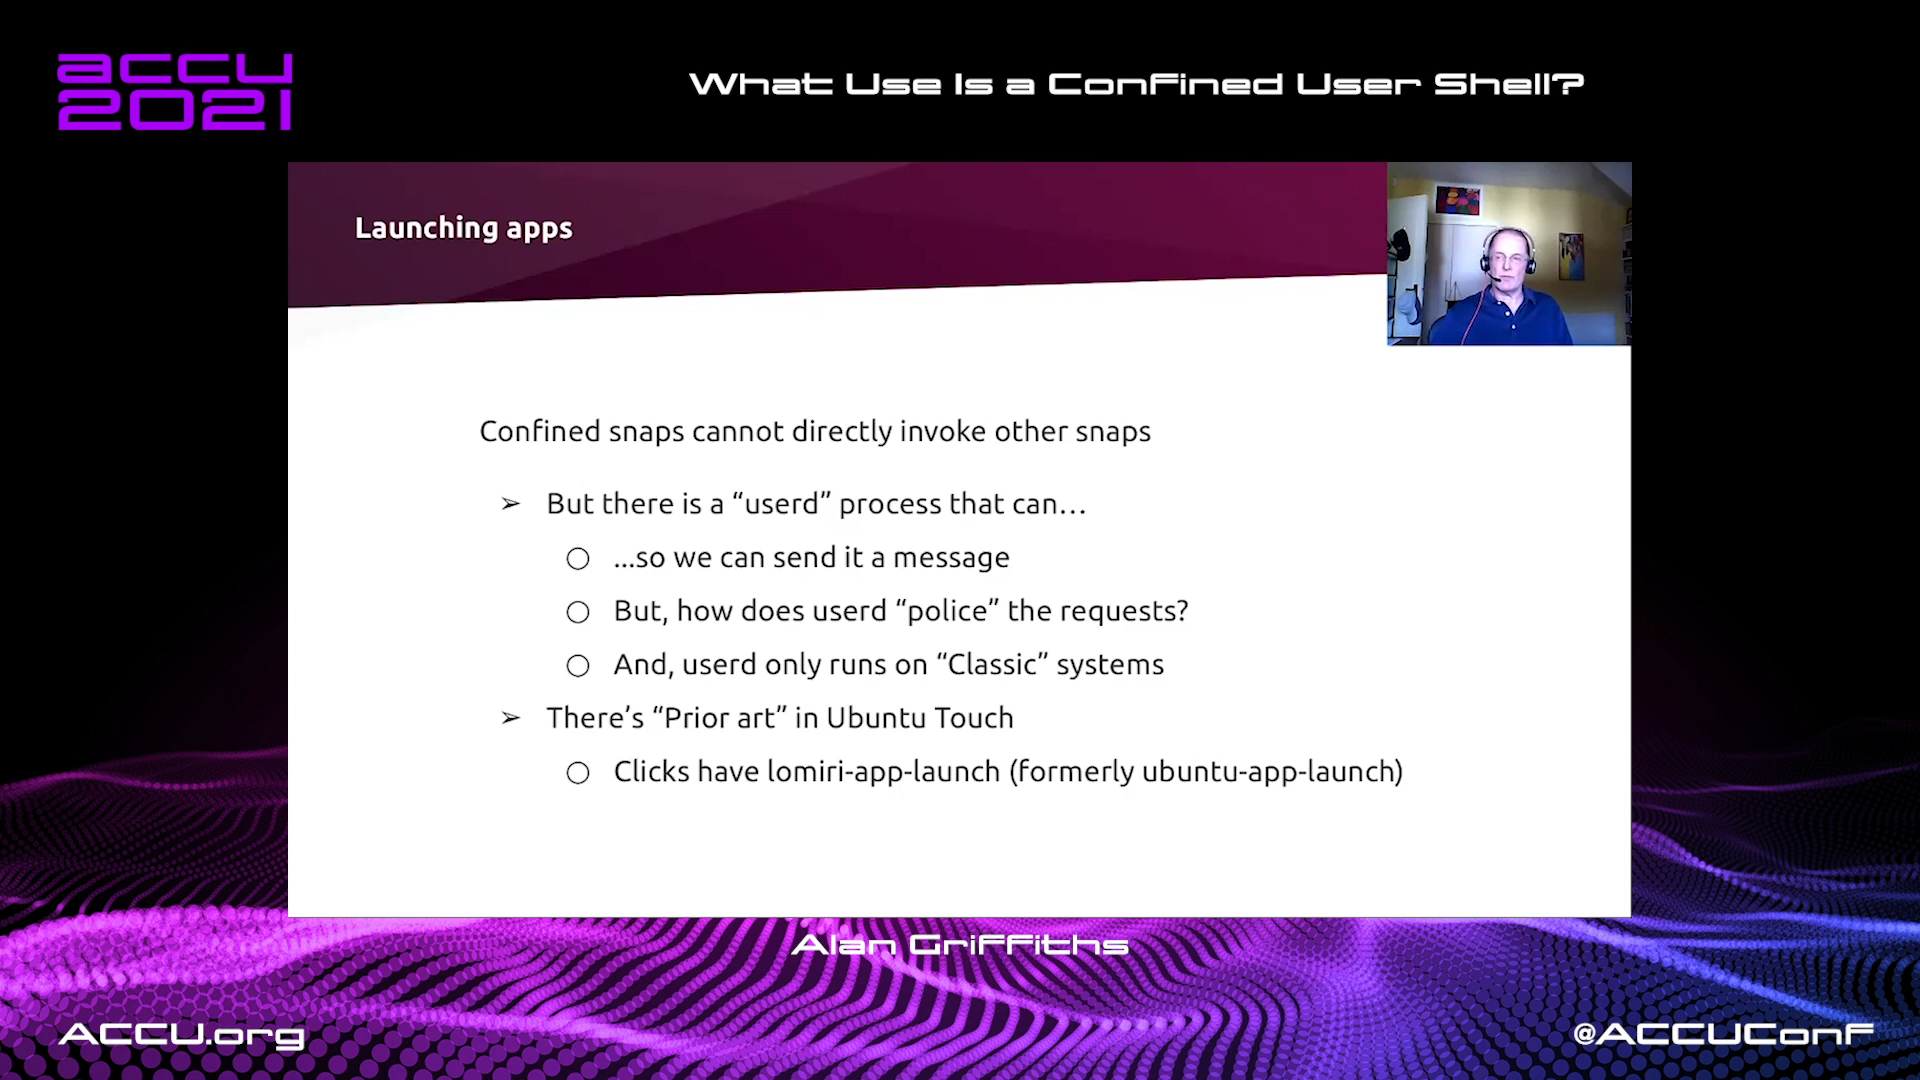 accu
2021
What Use Is a Confined User Shell?
Launching apps
Confined snaps cannot directly invoke other snaps
➢ But there is a “userd” process that can…
○ ...so we can send it a message
○ But, how does userd “police” the requests?
○ And, userd only runs on “Classic” systems
➢ There’s “Prior art” in Ubuntu Touch
○ Clicks have lomiri-app-launch (formerly ubuntu-app-launch)
Alan Griffiths
ACCU.org
@ACCUConf